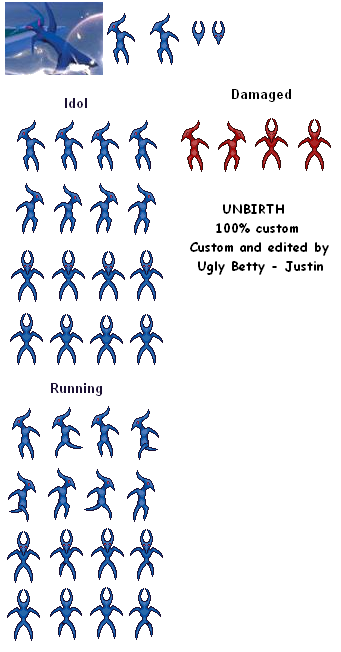 Idol
Damaged
UNBIRTH
100% custom
Custom and edited by
Ugly Betty - Justin
Running